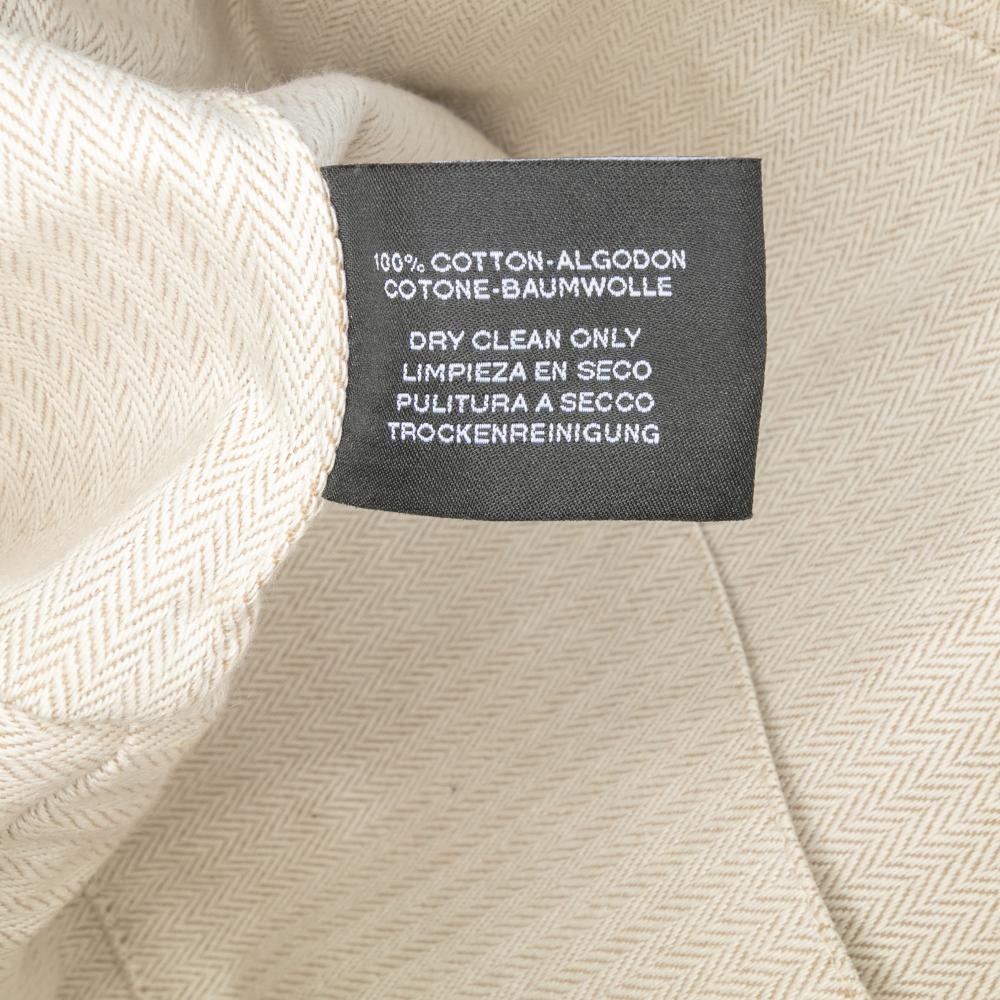 100% COTTON-ALGODON
COTONE-BAUMWOLLE
DRY CLEAN ONLY
LIMPIEZA EN SECO
PULITURA A SECCO
TROCKENREINIGUNG